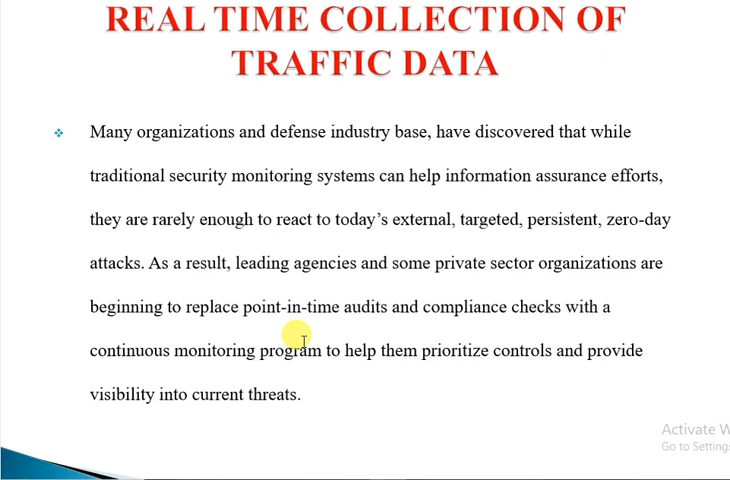 REAL TIME COLLECTION OF
TRAFFIC DATA
Many organizations and defense industry base, have discovered that while
traditional security monitoring systems can help information assurance efforts,
they are rarely enough to react to today’s external, targeted, persistent, zero-day
attacks. As a result, leading agencies and some private sector organizations are
beginning to replace point-in-time audits and compliance checks with a
continuous monitoring program to help them prioritize controls and provide
visibility into current threats.
Activate W
Go to Settings